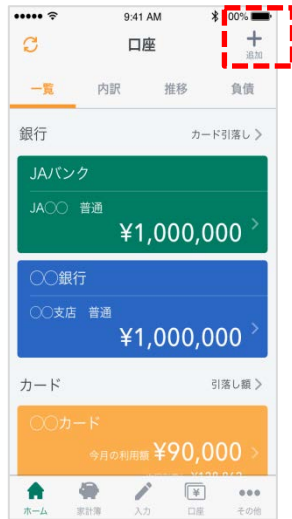 9:41 AM 100%
口座
追加
一覧 内訳 推移 負債
銀行 カード引落し
JAバンク
JA〇〇 普通
¥1,000,000
〇〇銀行
〇〇支店 普通
¥1,000,000
カード 引落し額
〇〇カード
今月の利用額 ¥90,000
ホーム 家計簿 入力 口座 その他